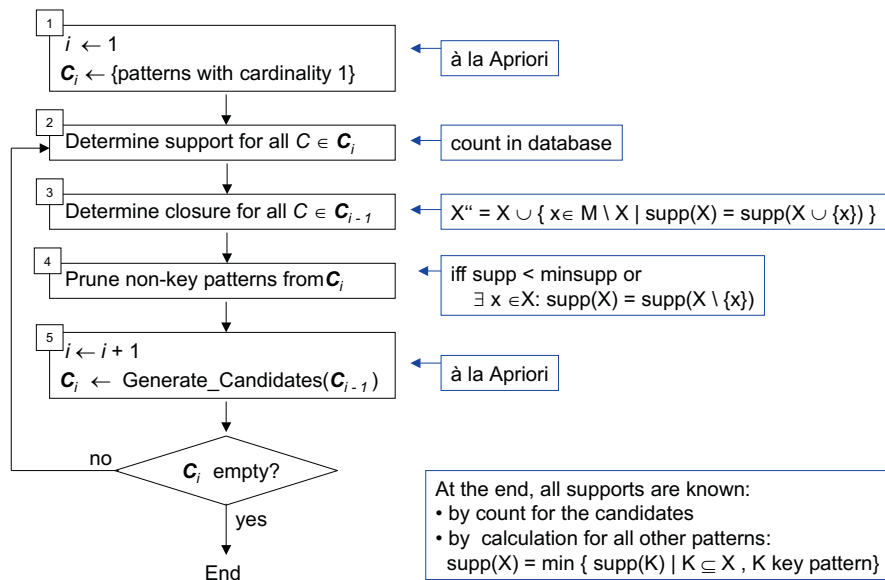 1
i ← 1
C_i ← {patterns with cardinality 1}
à la Apriori
2
Determine support for all C ∈ C_i
count in database
3
Determine closure for all C ∈ C_{i - 1}
X“ = X ∪ { x∈ M \ X | supp(X) = supp(X ∪ {x}) }
4
Prune non-key patterns from C_i
iff supp < minsupp or
∃ x ∈X: supp(X) = supp(X \ {x})
5
i ← i + 1
C_i ← Generate_Candidates(C_{i - 1})
à la Apriori
no
C_i empty?
yes
End
At the end, all supports are known:
• by count for the candidates
• by calculation for all other patterns:
supp(X) = min { supp(K) | K ⊆ X , K key pattern}